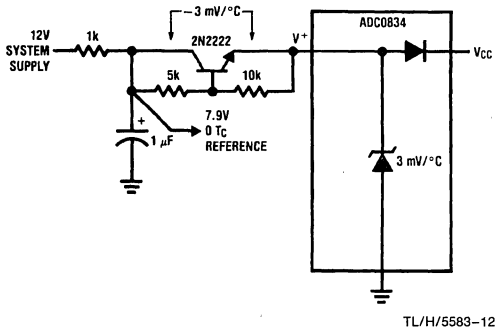 −3 mV/°C
ADC0834
12V
SYSTEM
SUPPLY
1k
2N2222
V+
VCC
5k
10k
7.9V
0 TC
REFERENCE
+
1 µF
3 mV/°C
TL/H/5583–12